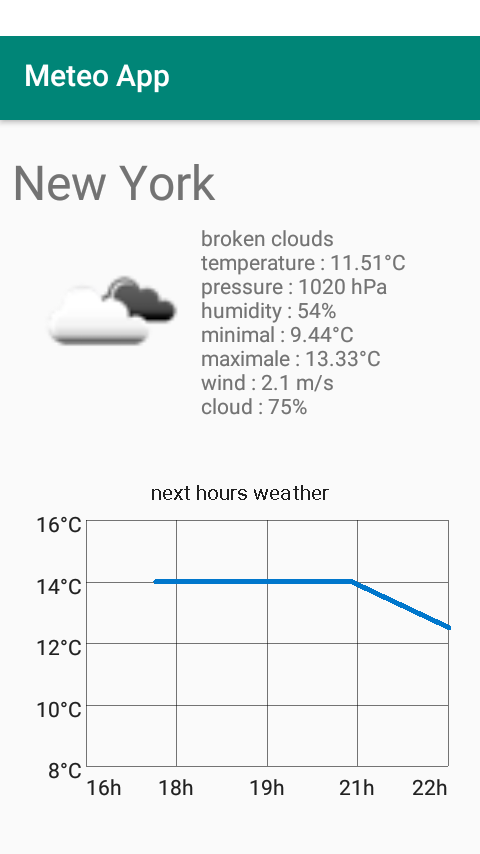 Meteo App
New York
broken clouds
temperature : 11.51°C
pressure : 1020 hPa
humidity : 54%
minimal : 9.44°C
maximale : 13.33°C
wind : 2.1 m/s
cloud : 75%
next hours weather
16°C
14°C
12°C
10°C
8°C
16h 18h 19h 21h 22h